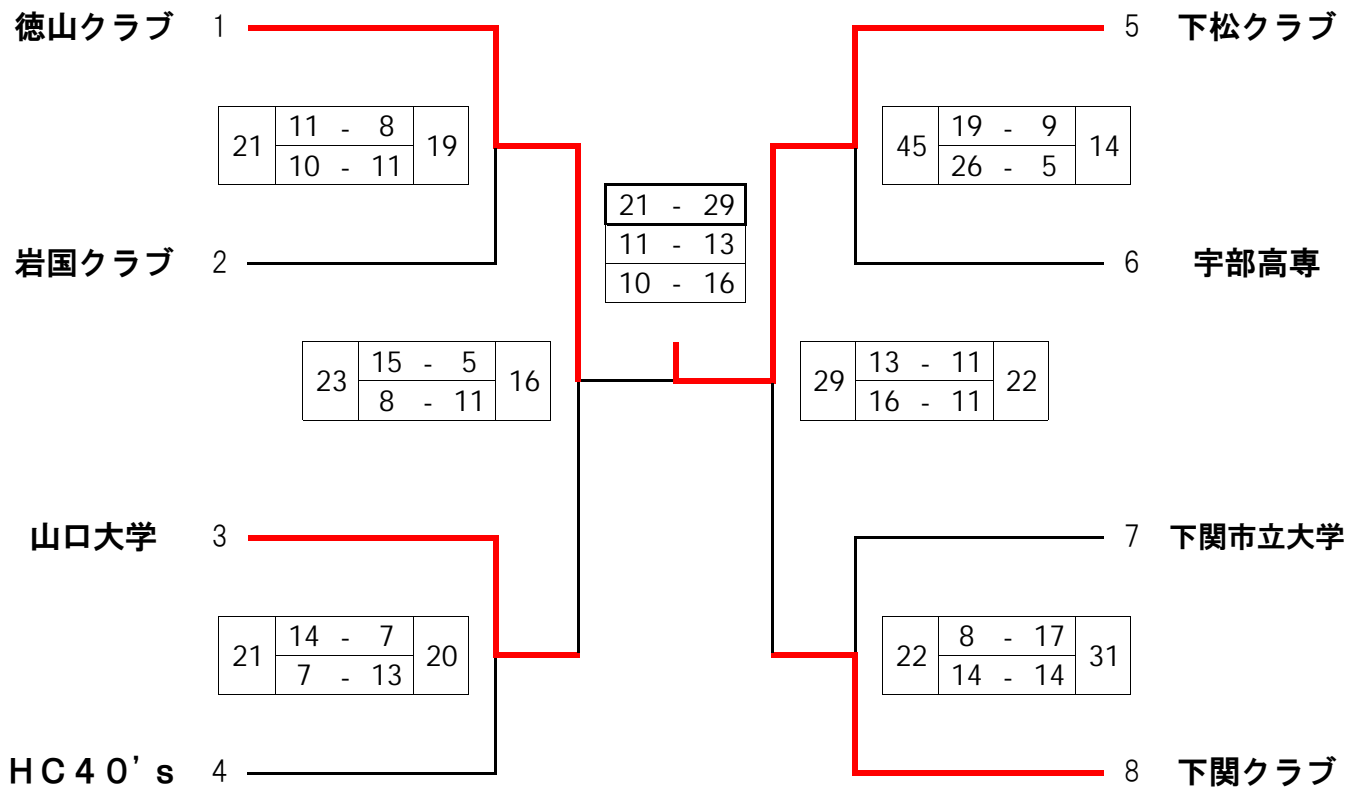 徳山クラブ 1
5 下松クラブ
21 11 - 8 19
10 - 11
45 19 - 9 14
26 - 5
21 - 29
11 - 13
10 - 16
岩国クラブ 2
6 宇部高専
23 15 - 5 16
8 - 11
29 13 - 11 22
16 - 11
山口大学 3
7 下関市立大学
21 14 - 7 20
7 - 13
22 8 - 17 31
14 - 14
ＨＣ４０’ｓ 4
8 下関クラブ